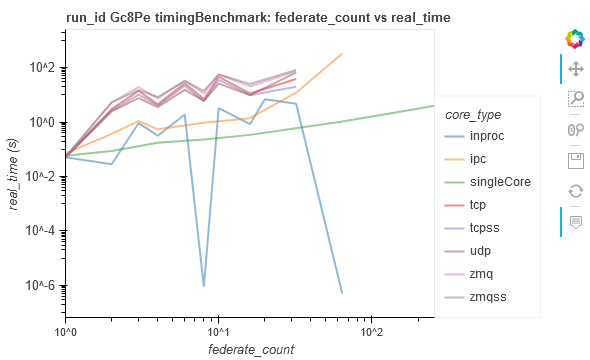 run_id Gc8Pe timingBenchmark: federate_count vs real_time
10^2
10^0
10^-2
10^-4
10^-6
real_time (s)
10^0
10^1
10^2
federate_count
core_type
inproc
ipc
singleCore
tcp
tcpss
udp
zmq
zmqss